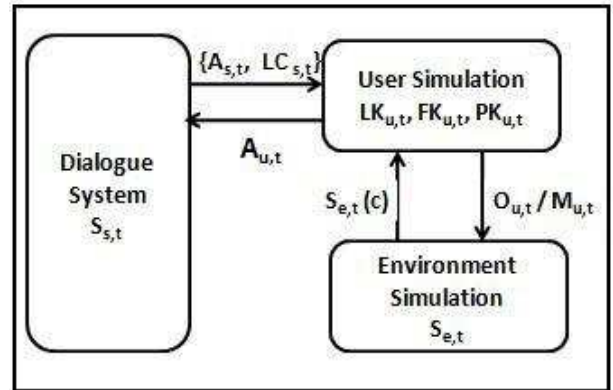 {A_s,t, LC_s,t}
User Simulation
LK_u,t, FK_u,t, PK_u,t
A_u,t
Dialogue
System
S_s,t
S_e,t (c)
O_u,t / M_u,t
Environment
Simulation
S_e,t